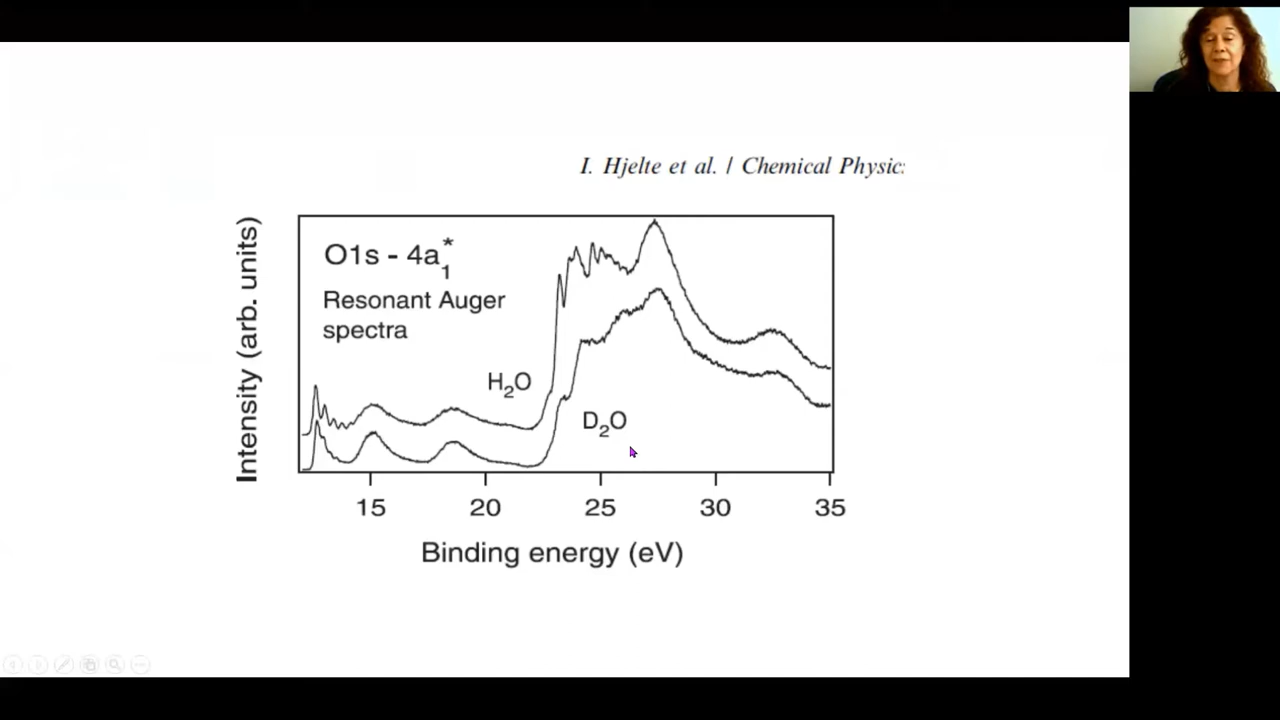 I. Hjelte et al. / Chemical Physics
Intensity (arb. units)
O1s - 4a₁*
Resonant Auger
spectra
H₂O
D₂O
15 20 25 30 35
Binding energy (eV)